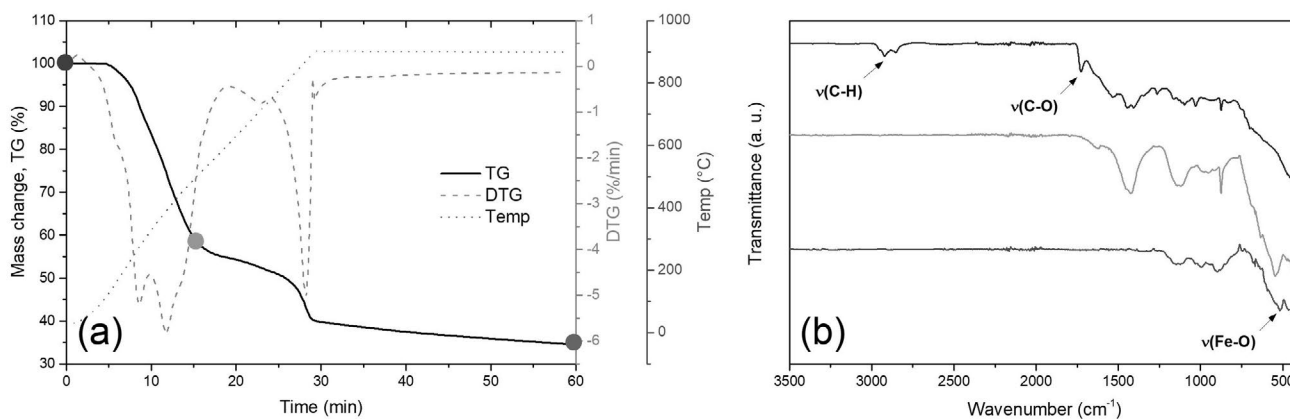 110
100
90
80
70
60
50
40
30
Mass change, TG (%)
0 10 20 30 40 50 60
Time (min)
(a)
TG
DTG
Temp
1
0
-1
-2
-3
-4
-5
-6
DTG (%/min)
1000
800
600
400
200
0
Temp (°C)
Transmittance (a. u.)
ν(C-H)
ν(C-O)
ν(Fe-O)
(b)
3500 3000 2500 2000 1500 1000 500
Wavenumber (cm⁻¹)